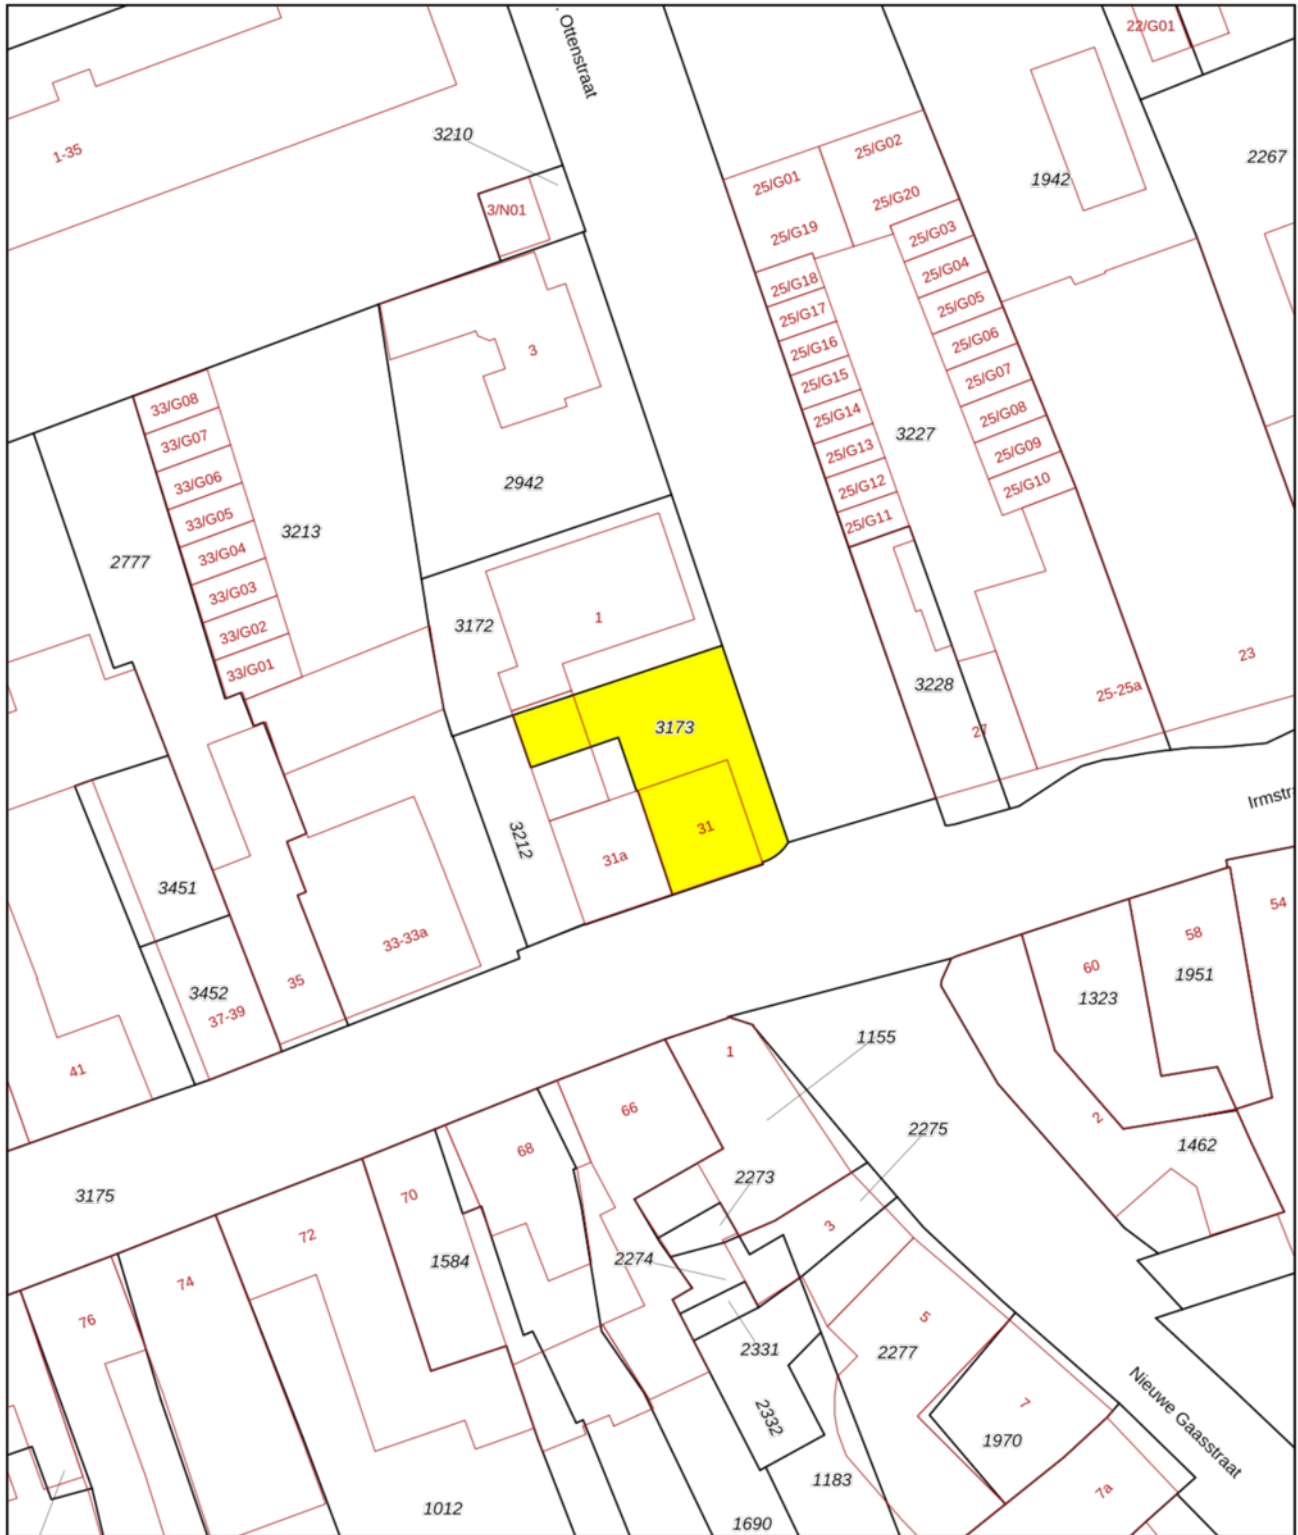 22/G01
Ottenstraat
3210
1-35
25/G02
2267
25/G01
1942
25/G20
3/N01
25/G19
25/G03
25/G04
25/G18
25/G05
25/G17
25/G06
25/G16
3
25/G07
25/G15
33/G08
25/G08
25/G14
3227
33/G07
25/G09
25/G13
33/G06
2942
25/G10
25/G12
33/G05
25/G11
3213
33/G04
2777
33/G03
1
3172
33/G02
23
33/G01
3228
25-25a
3173
27
Irmstr
31
3212
31a
3451
54
58
33-33a
60
1951
35
3452
1323
37-39
1155
1
41
66
2
2275
68
1462
2273
3175
70
3
72
2274
1584
74
5
76
2331
2277
7
2332
Nieuwe Gaasstraat
1970
1183
7a
1012
1690